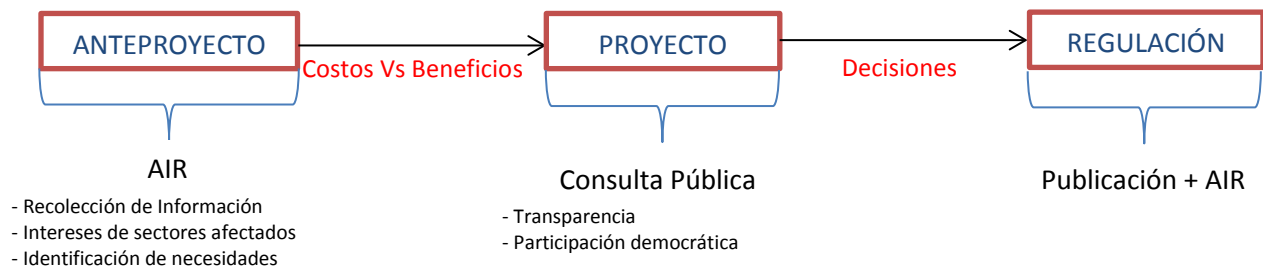 ANTEPROYECTO
Costos Vs Beneficios
PROYECTO
Decisiones
REGULACIÓN
AIR
- Recolección de Información
- Intereses de sectores afectados
- Identificación de necesidades
Consulta Pública
- Transparencia
- Participación democrática
Publicación + AIR